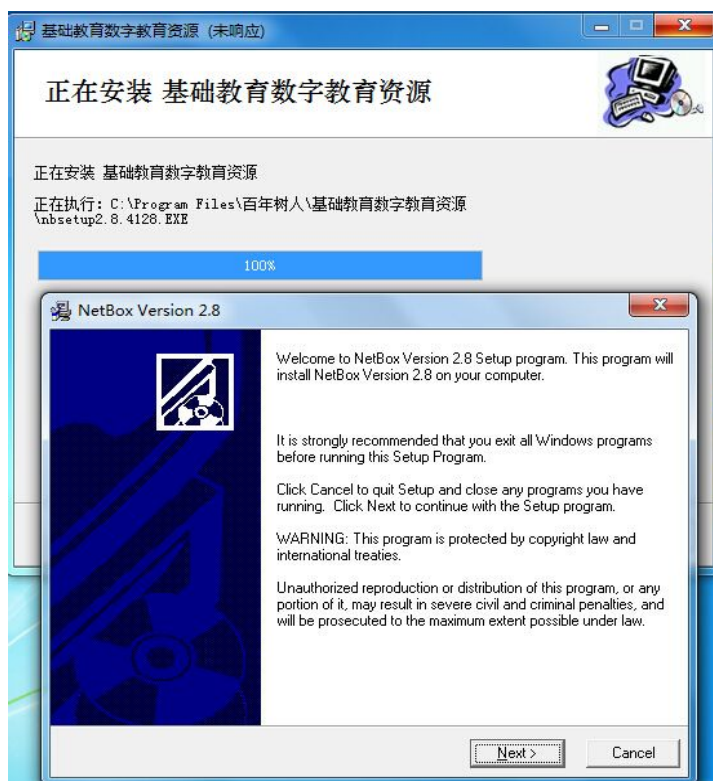 基础教育数字教育资源 (未响应)
正在安装 基础教育数字教育资源
正在安装 基础教育数字教育资源
正在执行: C:\Program Files\百年树人\基础教育数字教育资源
\nbsetup2.8.4128.EXE
100%
NetBox Version 2.8
Welcome to NetBox Version 2.8 Setup program. This program will
install NetBox Version 2.8 on your computer.
It is strongly recommended that you exit all Windows programs
before running this Setup Program.
Click Cancel to quit Setup and close any programs you have
running. Click Next to continue with the Setup program.
WARNING: This program is protected by copyright law and
international treaties.
Unauthorized reproduction or distribution of this program, or any
portion of it, may result in severe civil and criminal penalties, and
will be prosecuted to the maximum extent possible under law.
Next >
Cancel